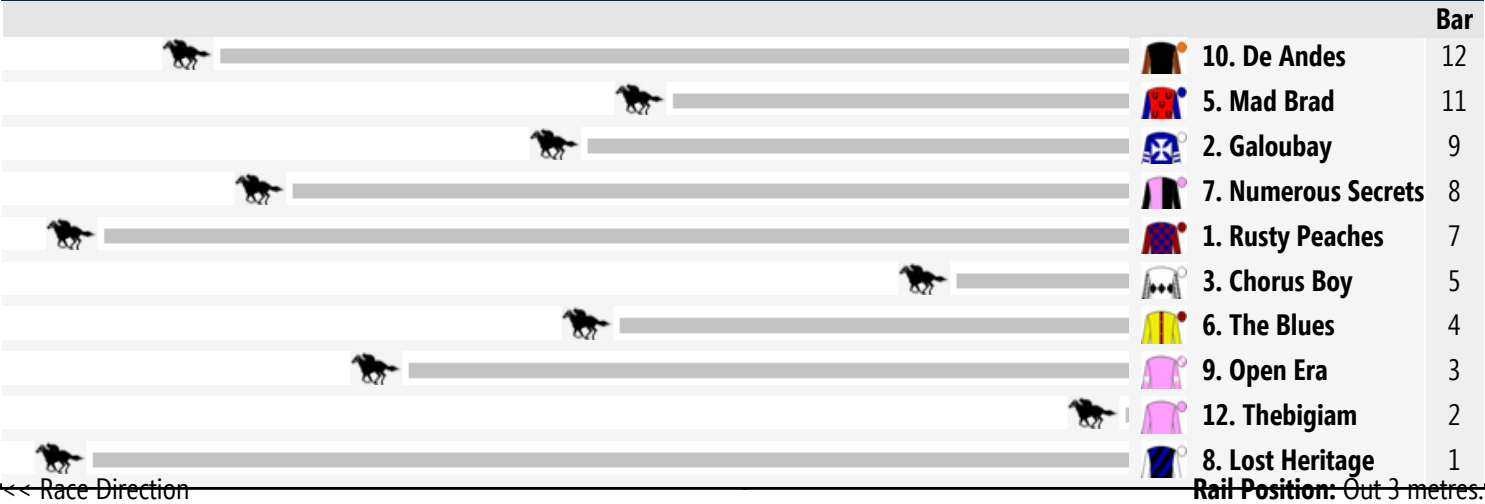 Bar
10. De Andes 12
5. Mad Brad 11
2. Galoubay 9
7. Numerous Secrets 8
1. Rusty Peaches 7
3. Chorus Boy 5
6. The Blues 4
9. Open Era 3
12. Thebigiam 2
8. Lost Heritage 1
<< Race Direction Rail Position: Out 3 metres.